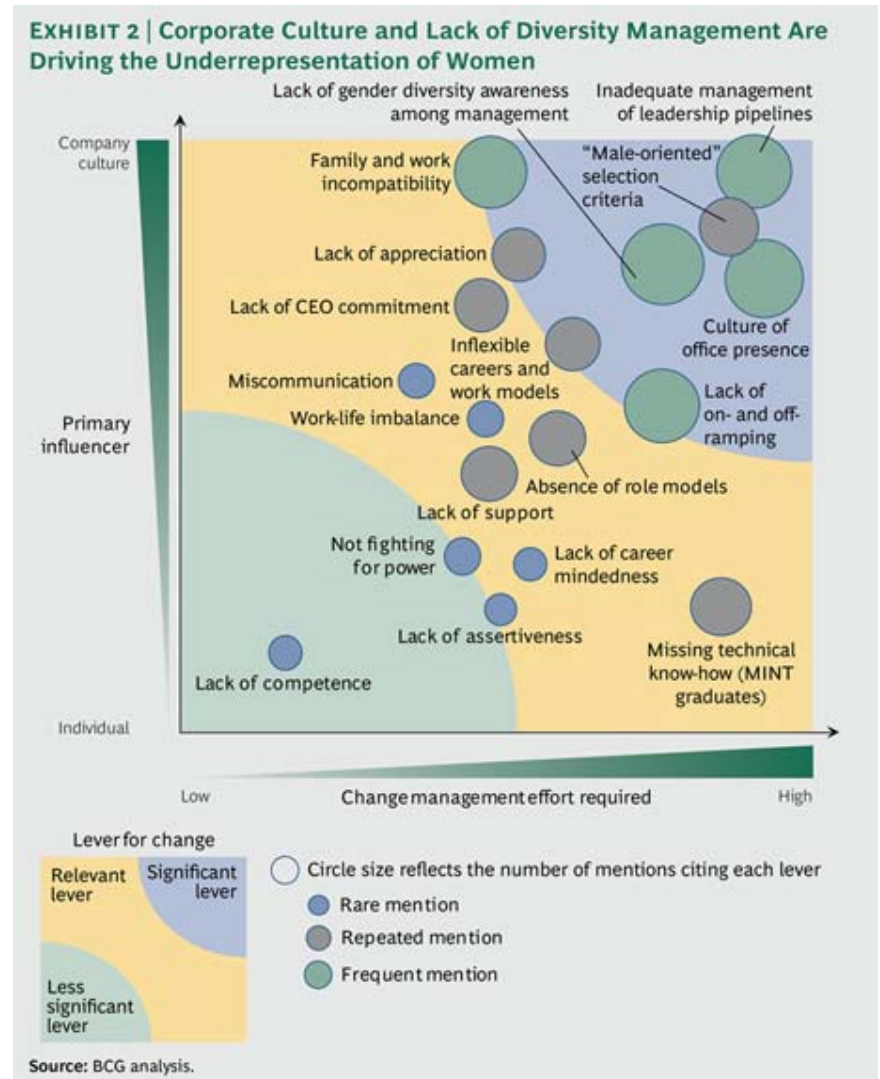 EXHIBIT 2 | Corporate Culture and Lack of Diversity Management Are
Driving the Underrepresentation of Women
Lack of gender diversity awareness
among management
Inadequate management
of leadership pipelines
Company
culture
Family and work
incompatibility
"Male-oriented"
selection
criteria
Lack of appreciation
Lack of CEO commitment
Culture of
office presence
Inflexible
careers and
work models
Miscommunication
Lack of
on- and off-
ramping
Work-life imbalance
Primary
influencer
Absence of role models
Lack of support
Not fighting
for power
Lack of career
mindedness
Lack of assertiveness
Missing technical
know-how (MINT
graduates)
Lack of competence
Individual
Low
Change management effort required
High
Lever for change
Relevant
lever
Significant
lever
Less
significant
lever
Circle size reflects the number of mentions citing each lever
Rare mention
Repeated mention
Frequent mention
Source: BCG analysis.